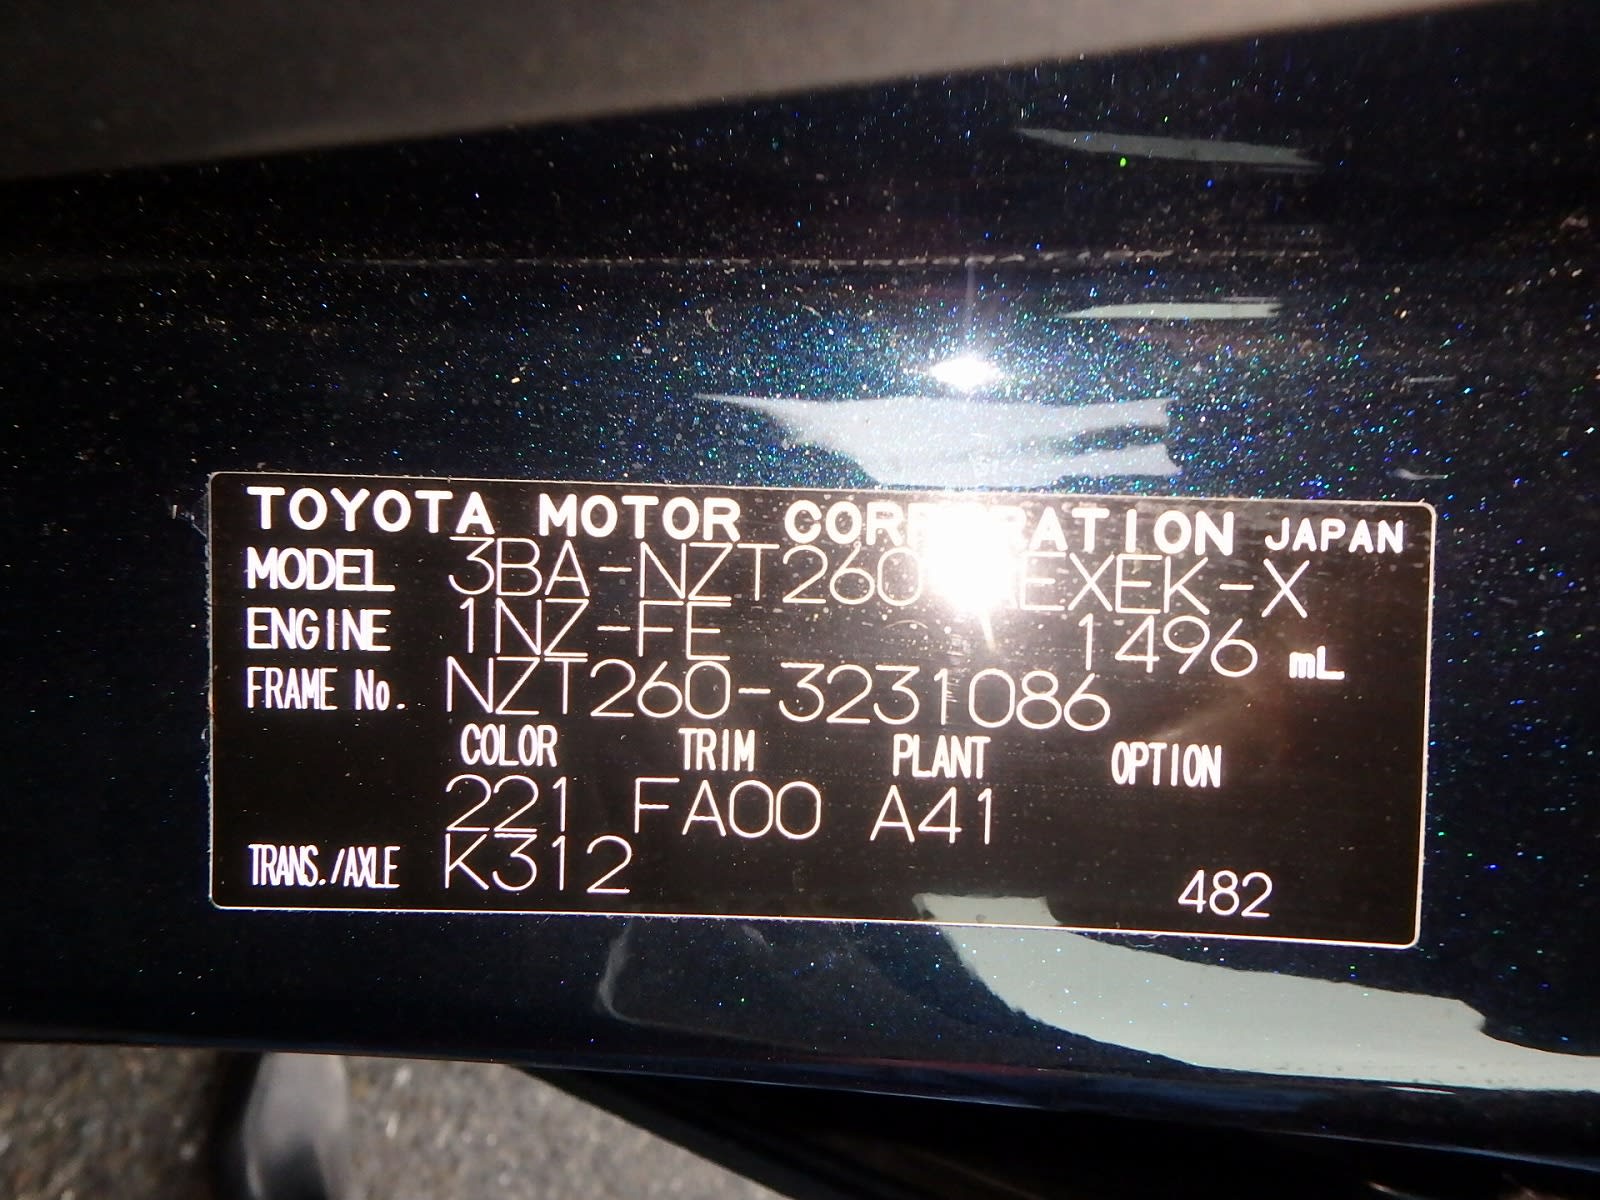 TOYOTA MOTOR CORPORATION JAPAN
MODEL 3BA-NZT260 EXEK-X
ENGINE 1NZ-FE 1496 mL
FRAME No. NZT260-3231086
COLOR TRIM PLANT OPTION
221 FA00 A41
TRANS./AXLE K312 482